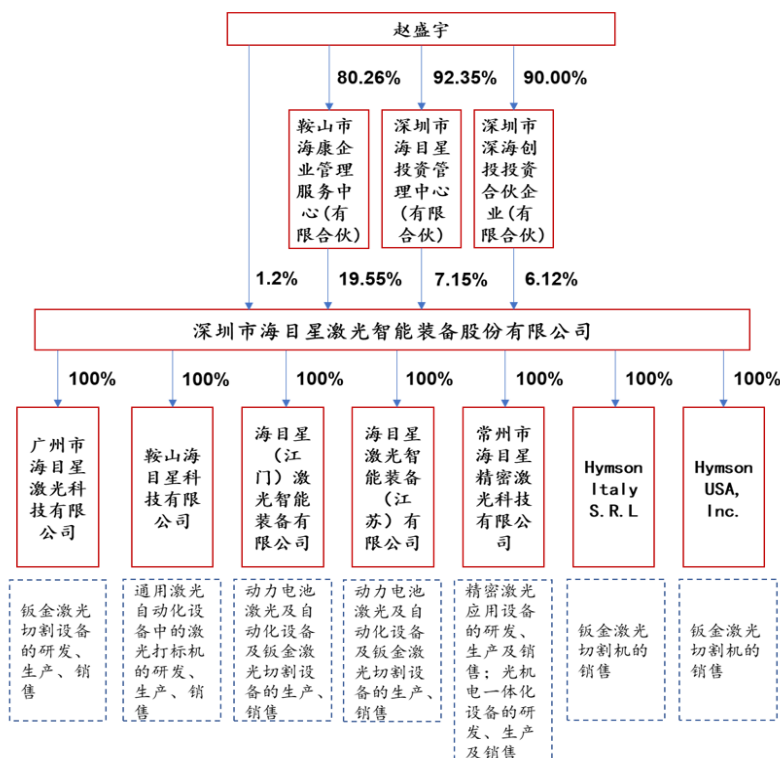 赵盛宇
80.26%
92.35%
90.00%
鞍山市
海康企
业管理
服务中
心(有
限合伙)
深圳市
海目星
投资管
理中心
(有限
合伙)
深圳市
深海创
投投资
合伙企
业(有限
合伙)
1.2%
19.55%
7.15%
6.12%
深圳市海目星激光智能装备股份有限公司
100%
100%
100%
100%
100%
100%
100%
广州市
海目星
激光科
技有限
公司
鞍山海
目星科
技有限
公司
海目星
（江
门）激
光智能
装备有
限公司
海目星
激光智
能装备
（江
苏）有
限公司
常州市
海目星
精密激
光科技
有限公
司
Hymson
Italy
S.R.L
Hymson
USA,
Inc.
钣金激光
切割设备
的研发、
生产、销
售
通用激光
自动化设
备中的激
光打标机
的研发、
生产、销
售
动力电池
激光及自
动化设备
及钣金激
光切割设
备的生产、
销售
动力电池
激光及自
动化设备
及钣金激
光切割设
备的生产、
销售
精密激光
应用设备
的研发、
生产及销
售；光机
电一体化
设备的研
发、生产
及销售
钣金激光
切割机的
销售
钣金激光
切割机的
销售